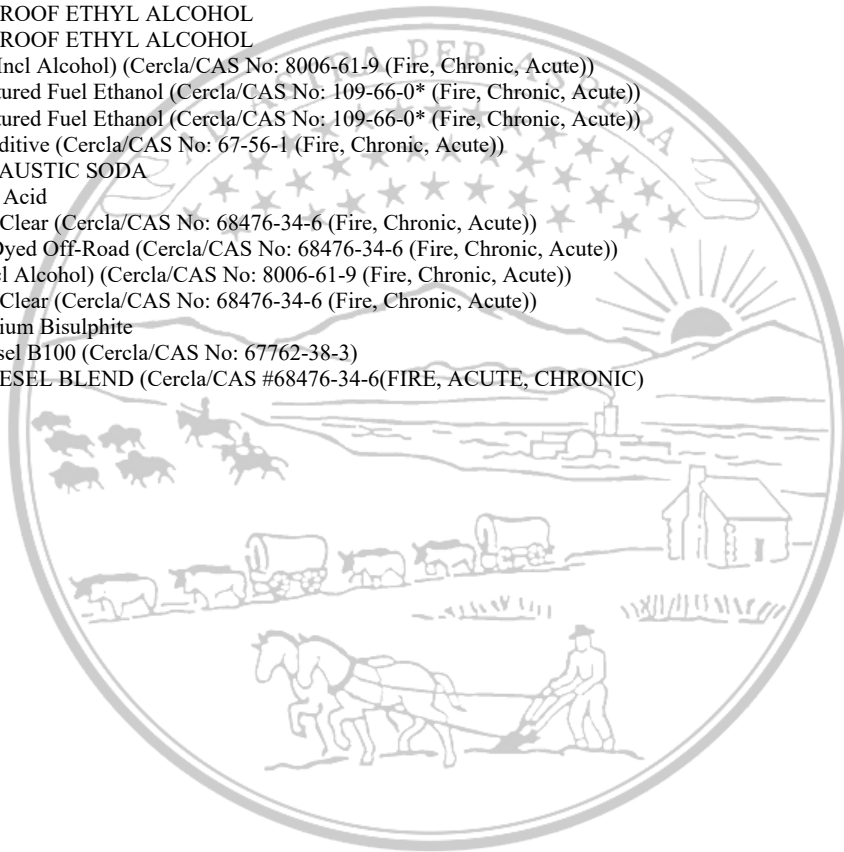 ROOF ETHYL ALCOHOL
ROOF ETHYL ALCOHOL
Incl Alcohol) (Cercla/CAS No: 8006-61-9 (Fire, Chronic, Acute))
tured Fuel Ethanol (Cercla/CAS No: 109-66-0* (Fire, Chronic, Acute))
tured Fuel Ethanol (Cercla/CAS No: 109-66-0* (Fire, Chronic, Acute))
ditive (Cercla/CAS No: 67-56-1 (Fire, Chronic, Acute))
AUSTIC SODA
Acid
Clear (Cercla/CAS No: 68476-34-6 (Fire, Chronic, Acute))
Dyed Off-Road (Cercla/CAS No: 68476-34-6 (Fire, Chronic, Acute))
l Alcohol) (Cercla/CAS No: 8006-61-9 (Fire, Chronic, Acute))
Clear (Cercla/CAS No: 68476-34-6 (Fire, Chronic, Acute))
ium Bisulphite
sel B100 (Cercla/CAS No: 67762-38-3)
ESEL BLEND (Cercla/CAS #68476-34-6(FIRE, ACUTE, CHRONIC)
AD ASTRA PER ASPERA